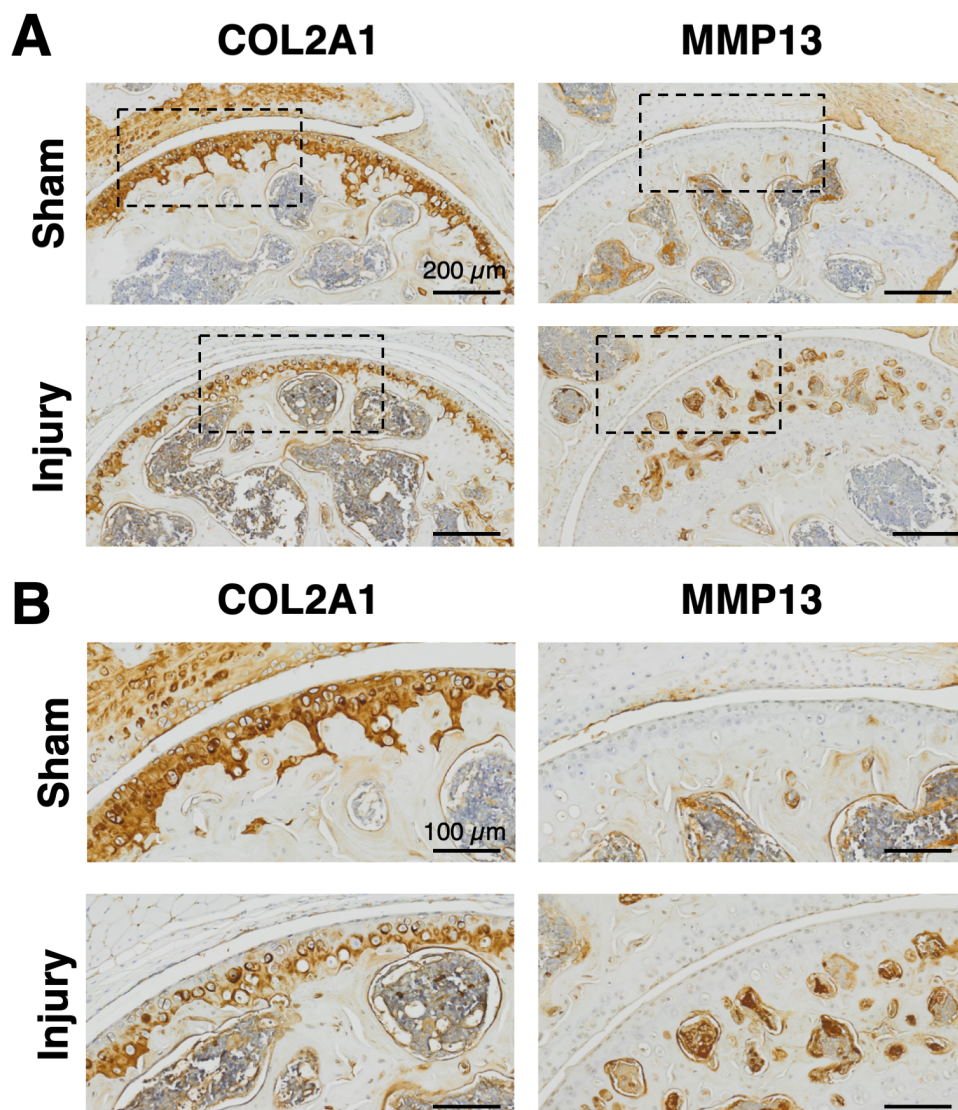 A
COL2A1
MMP13
Sham
200 µm
Injury
B
COL2A1
MMP13
Sham
100 µm
Injury